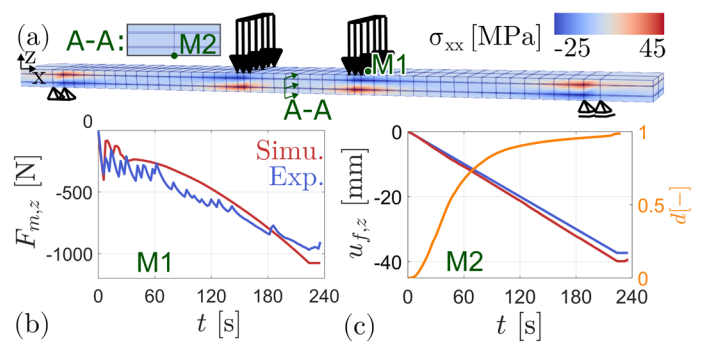 (a)
A-A:
M2
M1
σxx [MPa]
-25
45
z
x
A-A
0
-500
-1000
Fm,z [N]
Simu.
Exp.
M1
0
60
120
180
240
(b)
t [s]
0
-20
-40
uf,z [mm]
1
0.5
0
d[−]
M2
0
60
120
180
240
(c)
t [s]